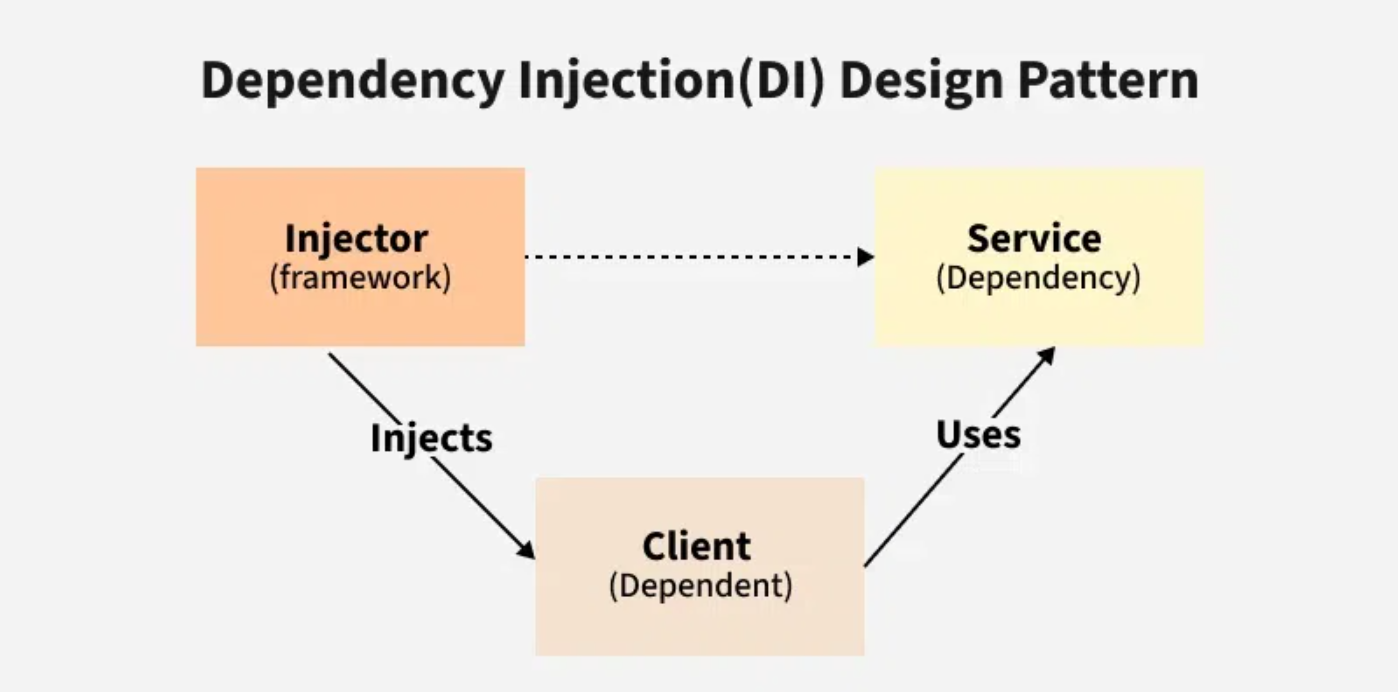 Dependency Injection(DI) Design Pattern
Injector
(framework)
Service
(Dependency)
Injects
Uses
Client
(Dependent)